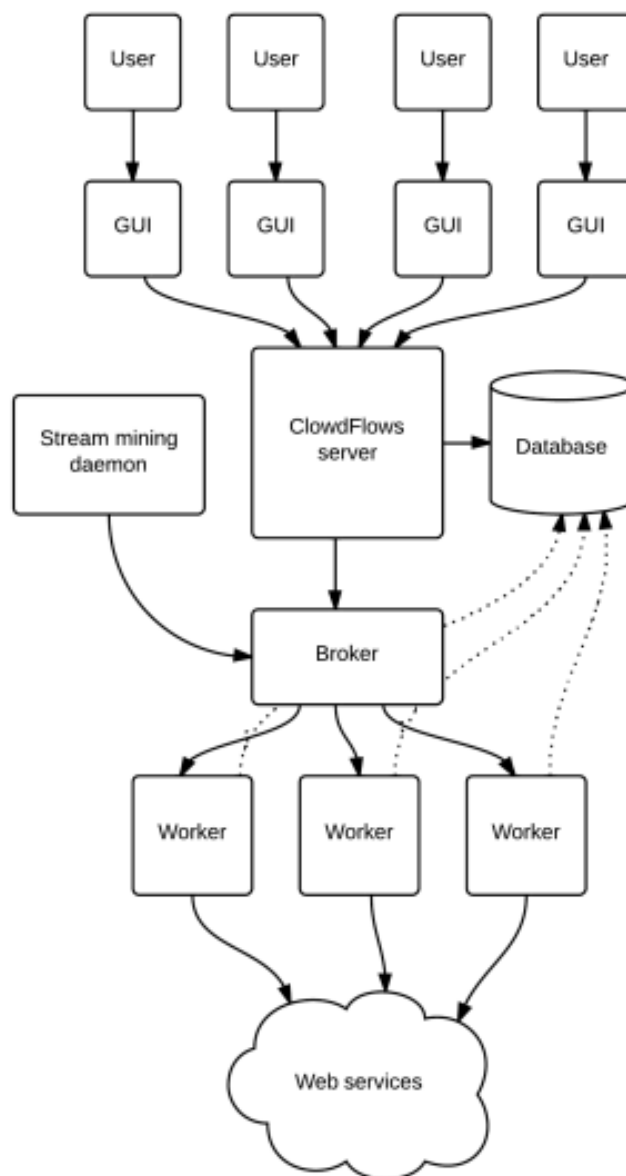 User
User
User
User
GUI
GUI
GUI
GUI
ClowdFlows
server
Stream mining
daemon
Database
Broker
Worker
Worker
Worker
Web services